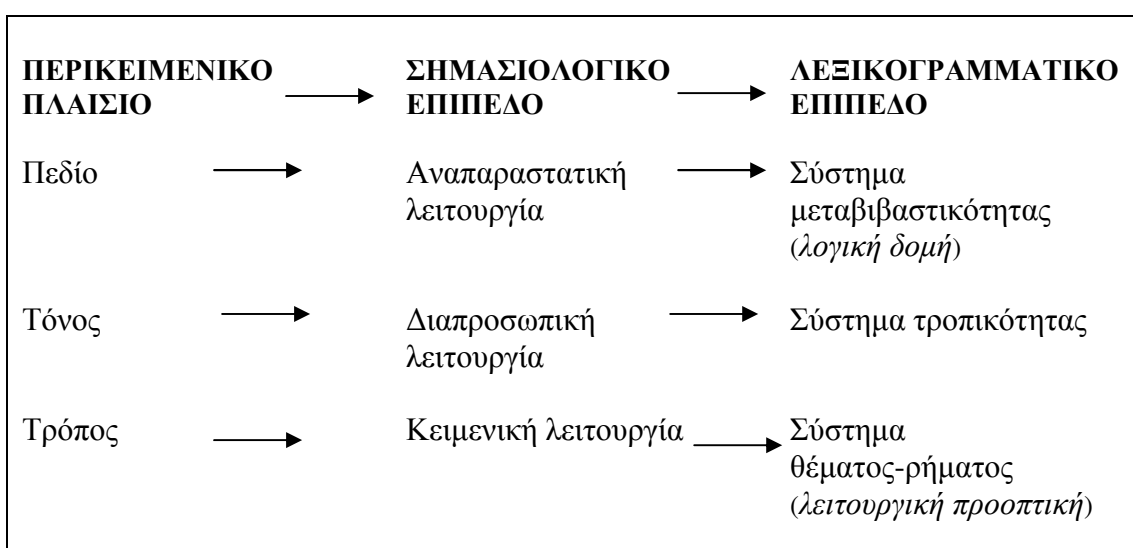 ΠΕΡΙΚΕΙΜΕΝΙΚΟ ΣΗΜΑΣΙΟΛΟΓΙΚΟ ΛΕΞΙΚΟΓΡΑΜΜΑΤΙΚΟ
ΠΛΑΙΣΙΟ ΕΠΙΠΕΔΟ ΕΠΙΠΕΔΟ
Πεδίο Αναπαραστατική Σύστημα
λειτουργία μεταβιβαστικότητας
(λογική δομή)
Τόνος Διαπροσωπική Σύστημα τροπικότητας
λειτουργία
Τρόπος Κειμενική λειτουργία Σύστημα
θέματος-ρήματος
(λειτουργική προοπτική)